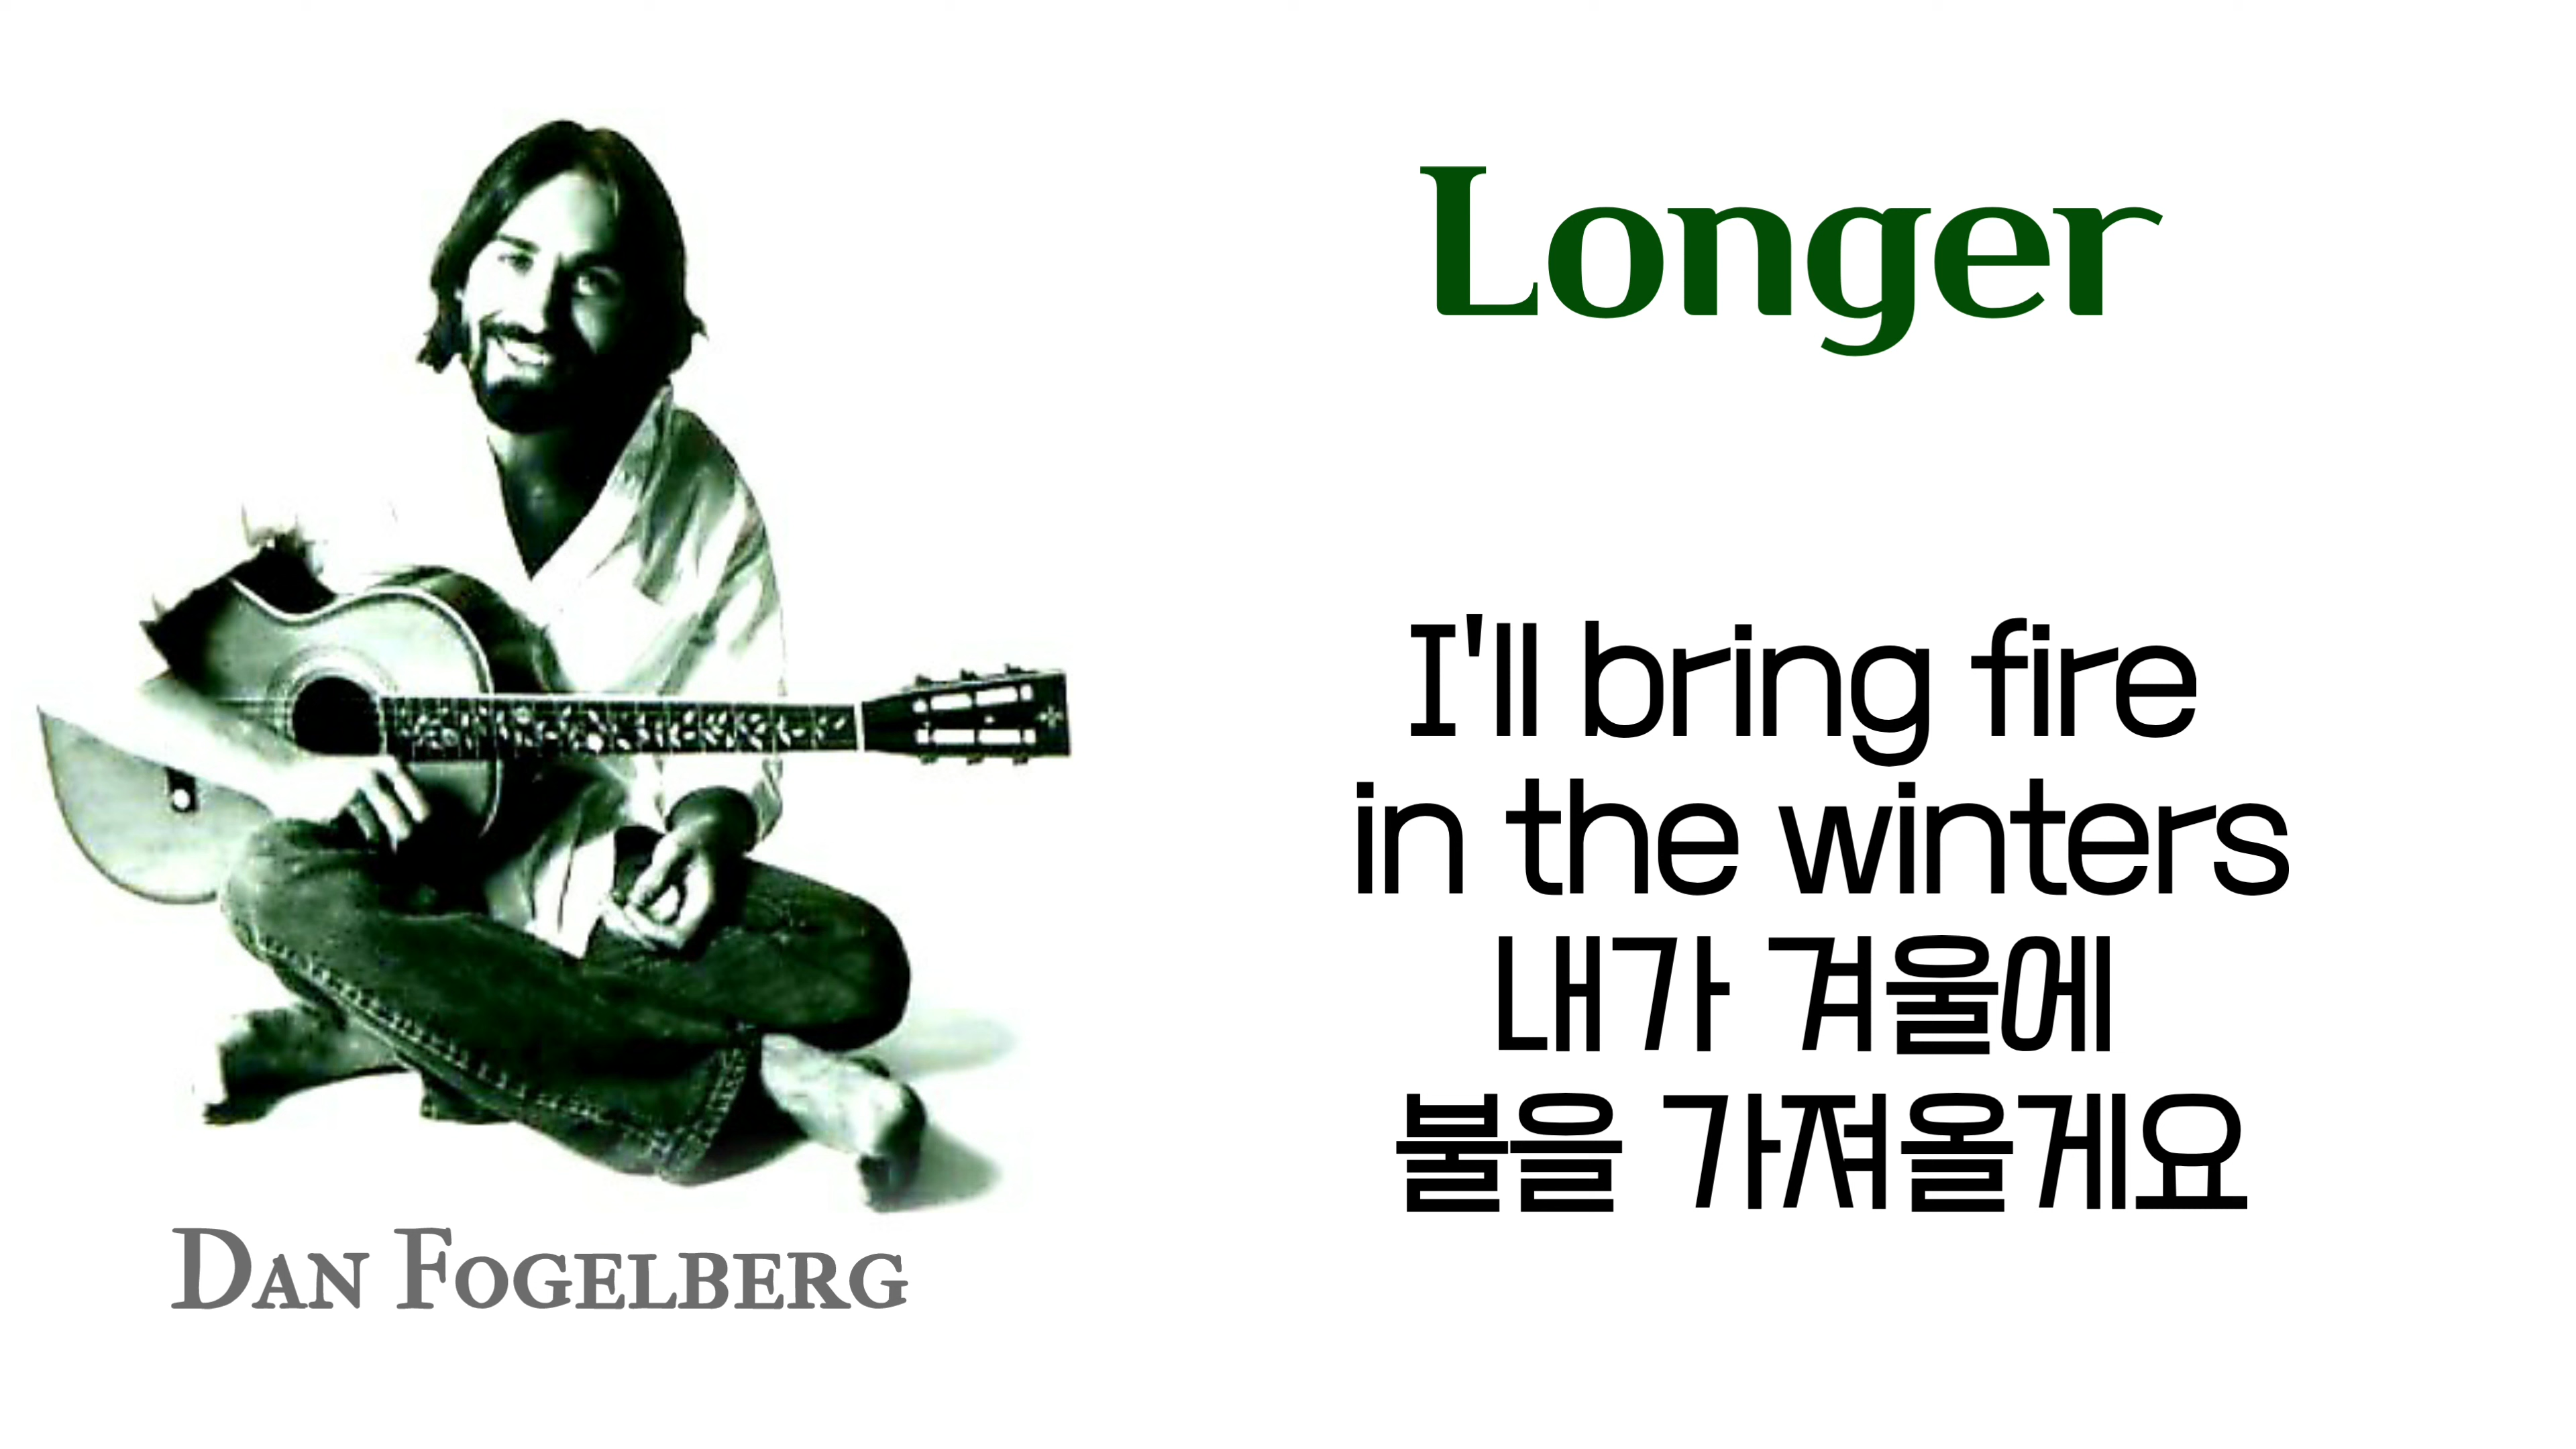 Longer
I'll bring fire
in the winters
내가 겨울에
불을 가져올게요
Dan Fogelberg